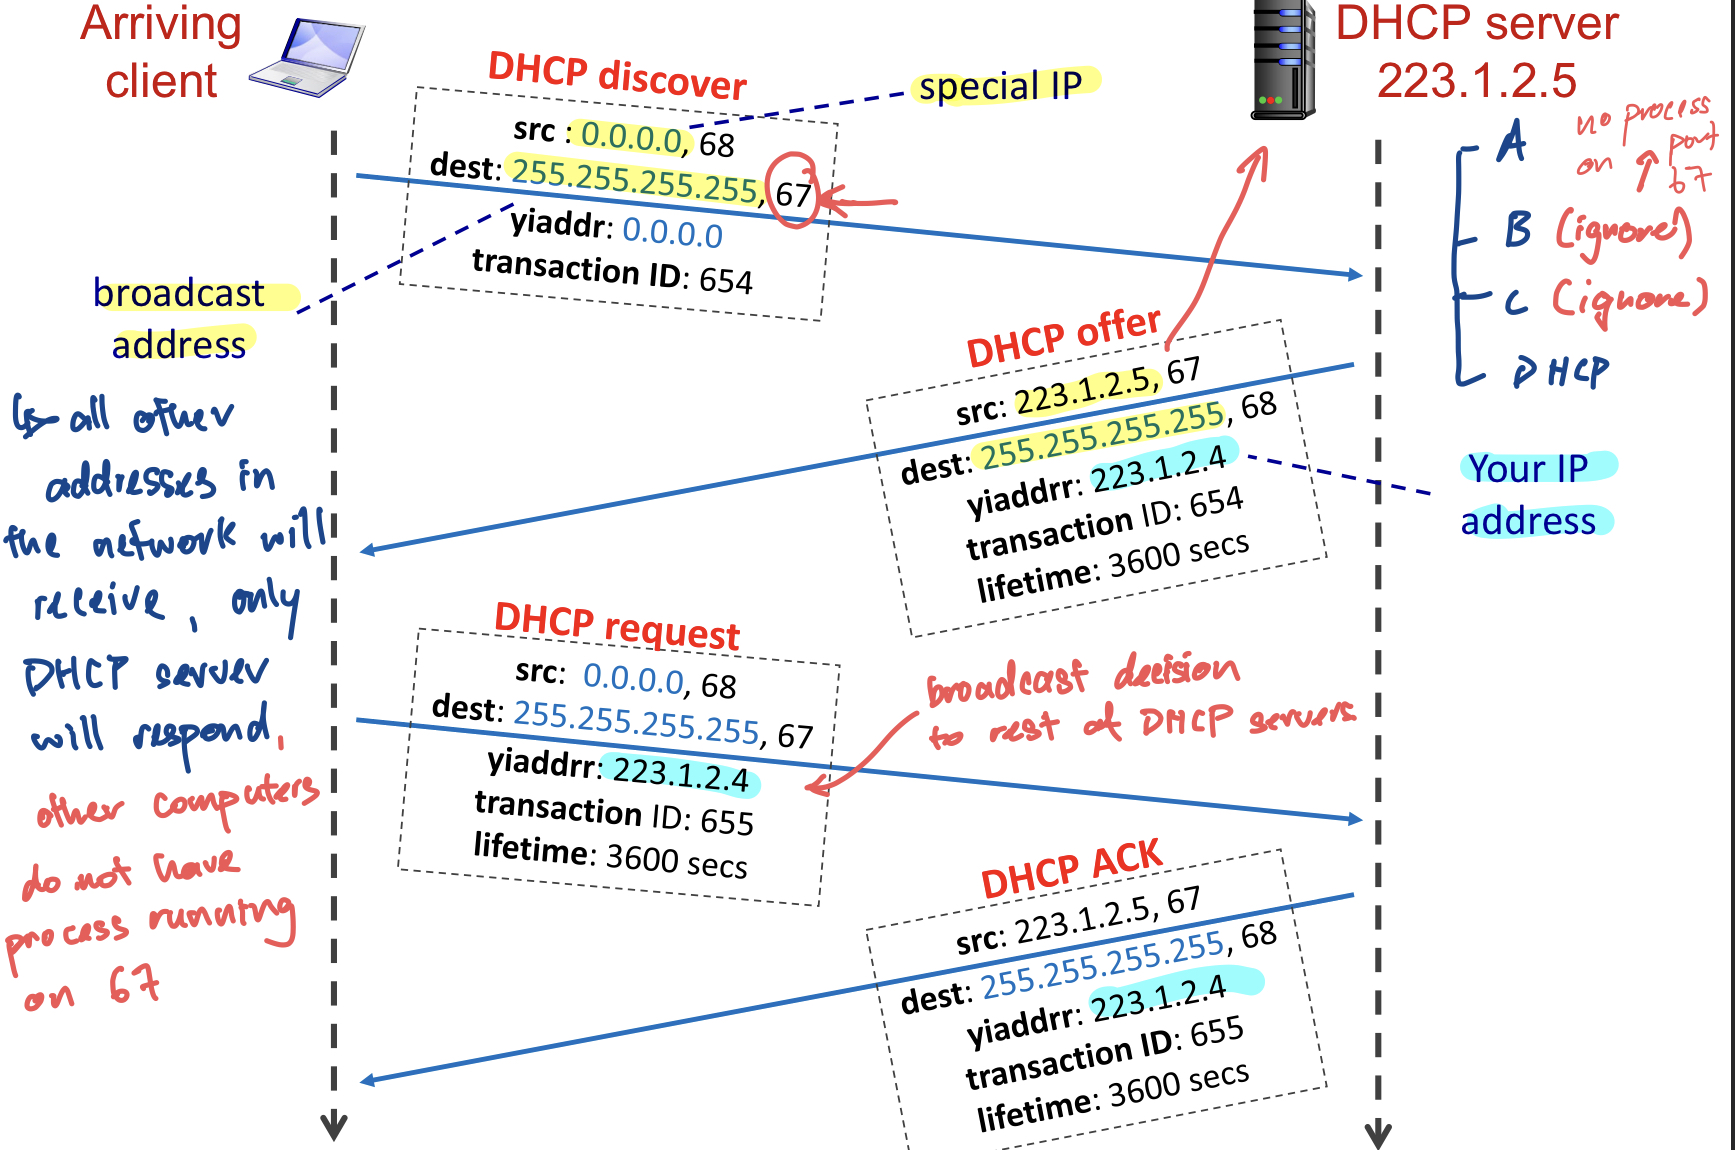 Arriving
client
DHCP server
223.1.2.5
DHCP discover
src : 0.0.0.0, 68
dest: 255.255.255.255, 67
yiaddr: 0.0.0.0
transaction ID: 654
special IP
broadcast
address
↳ all other
addresses in
the network will
receive, only
DHCP server
will respond,
other computers
do not have
process running
on 67
A
no process
on ↑ port
67
B (ignore)
C (ignore)
DHCP
DHCP offer
src: 223.1.2.5, 67
dest: 255.255.255.255, 68
yiaddrr: 223.1.2.4
transaction ID: 654
lifetime: 3600 secs
Your IP
address
DHCP request
src: 0.0.0.0, 68
dest: 255.255.255.255, 67
yiaddrr: 223.1.2.4
transaction ID: 655
lifetime: 3600 secs
broadcast decision
to rest of DHCP servers
DHCP ACK
src: 223.1.2.5, 67
dest: 255.255.255.255, 68
yiaddrr: 223.1.2.4
transaction ID: 655
lifetime: 3600 secs